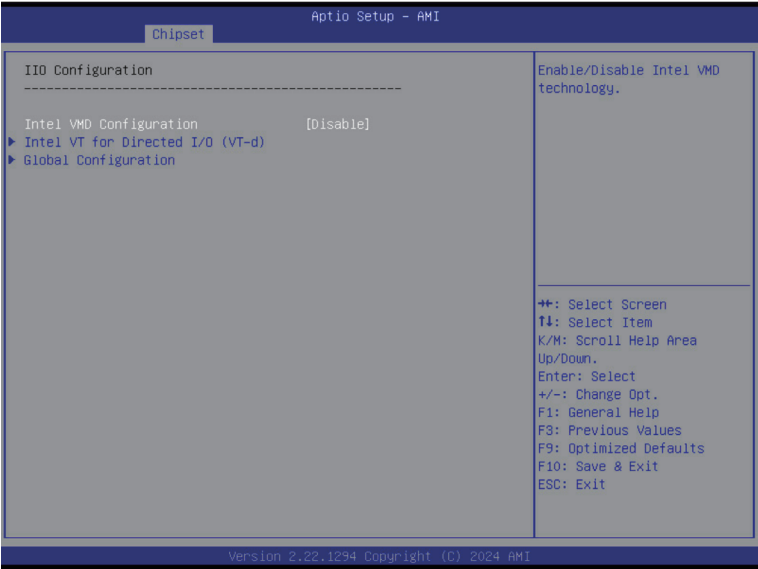 Aptio Setup – AMI
Chipset
IIO Configuration
------------------------------------------------
Intel VMD Configuration [Disable]
Intel VT for Directed I/O (VT-d)
Global Configuration
Enable/Disable Intel VMD
technology.
→←: Select Screen
↑↓: Select Item
K/M: Scroll Help Area
Up/Down.
Enter: Select
+/-: Change Opt.
F1: General Help
F3: Previous Values
F9: Optimized Defaults
F10: Save & Exit
ESC: Exit
Version 2.22.1294 Copyright (C) 2024 AMI